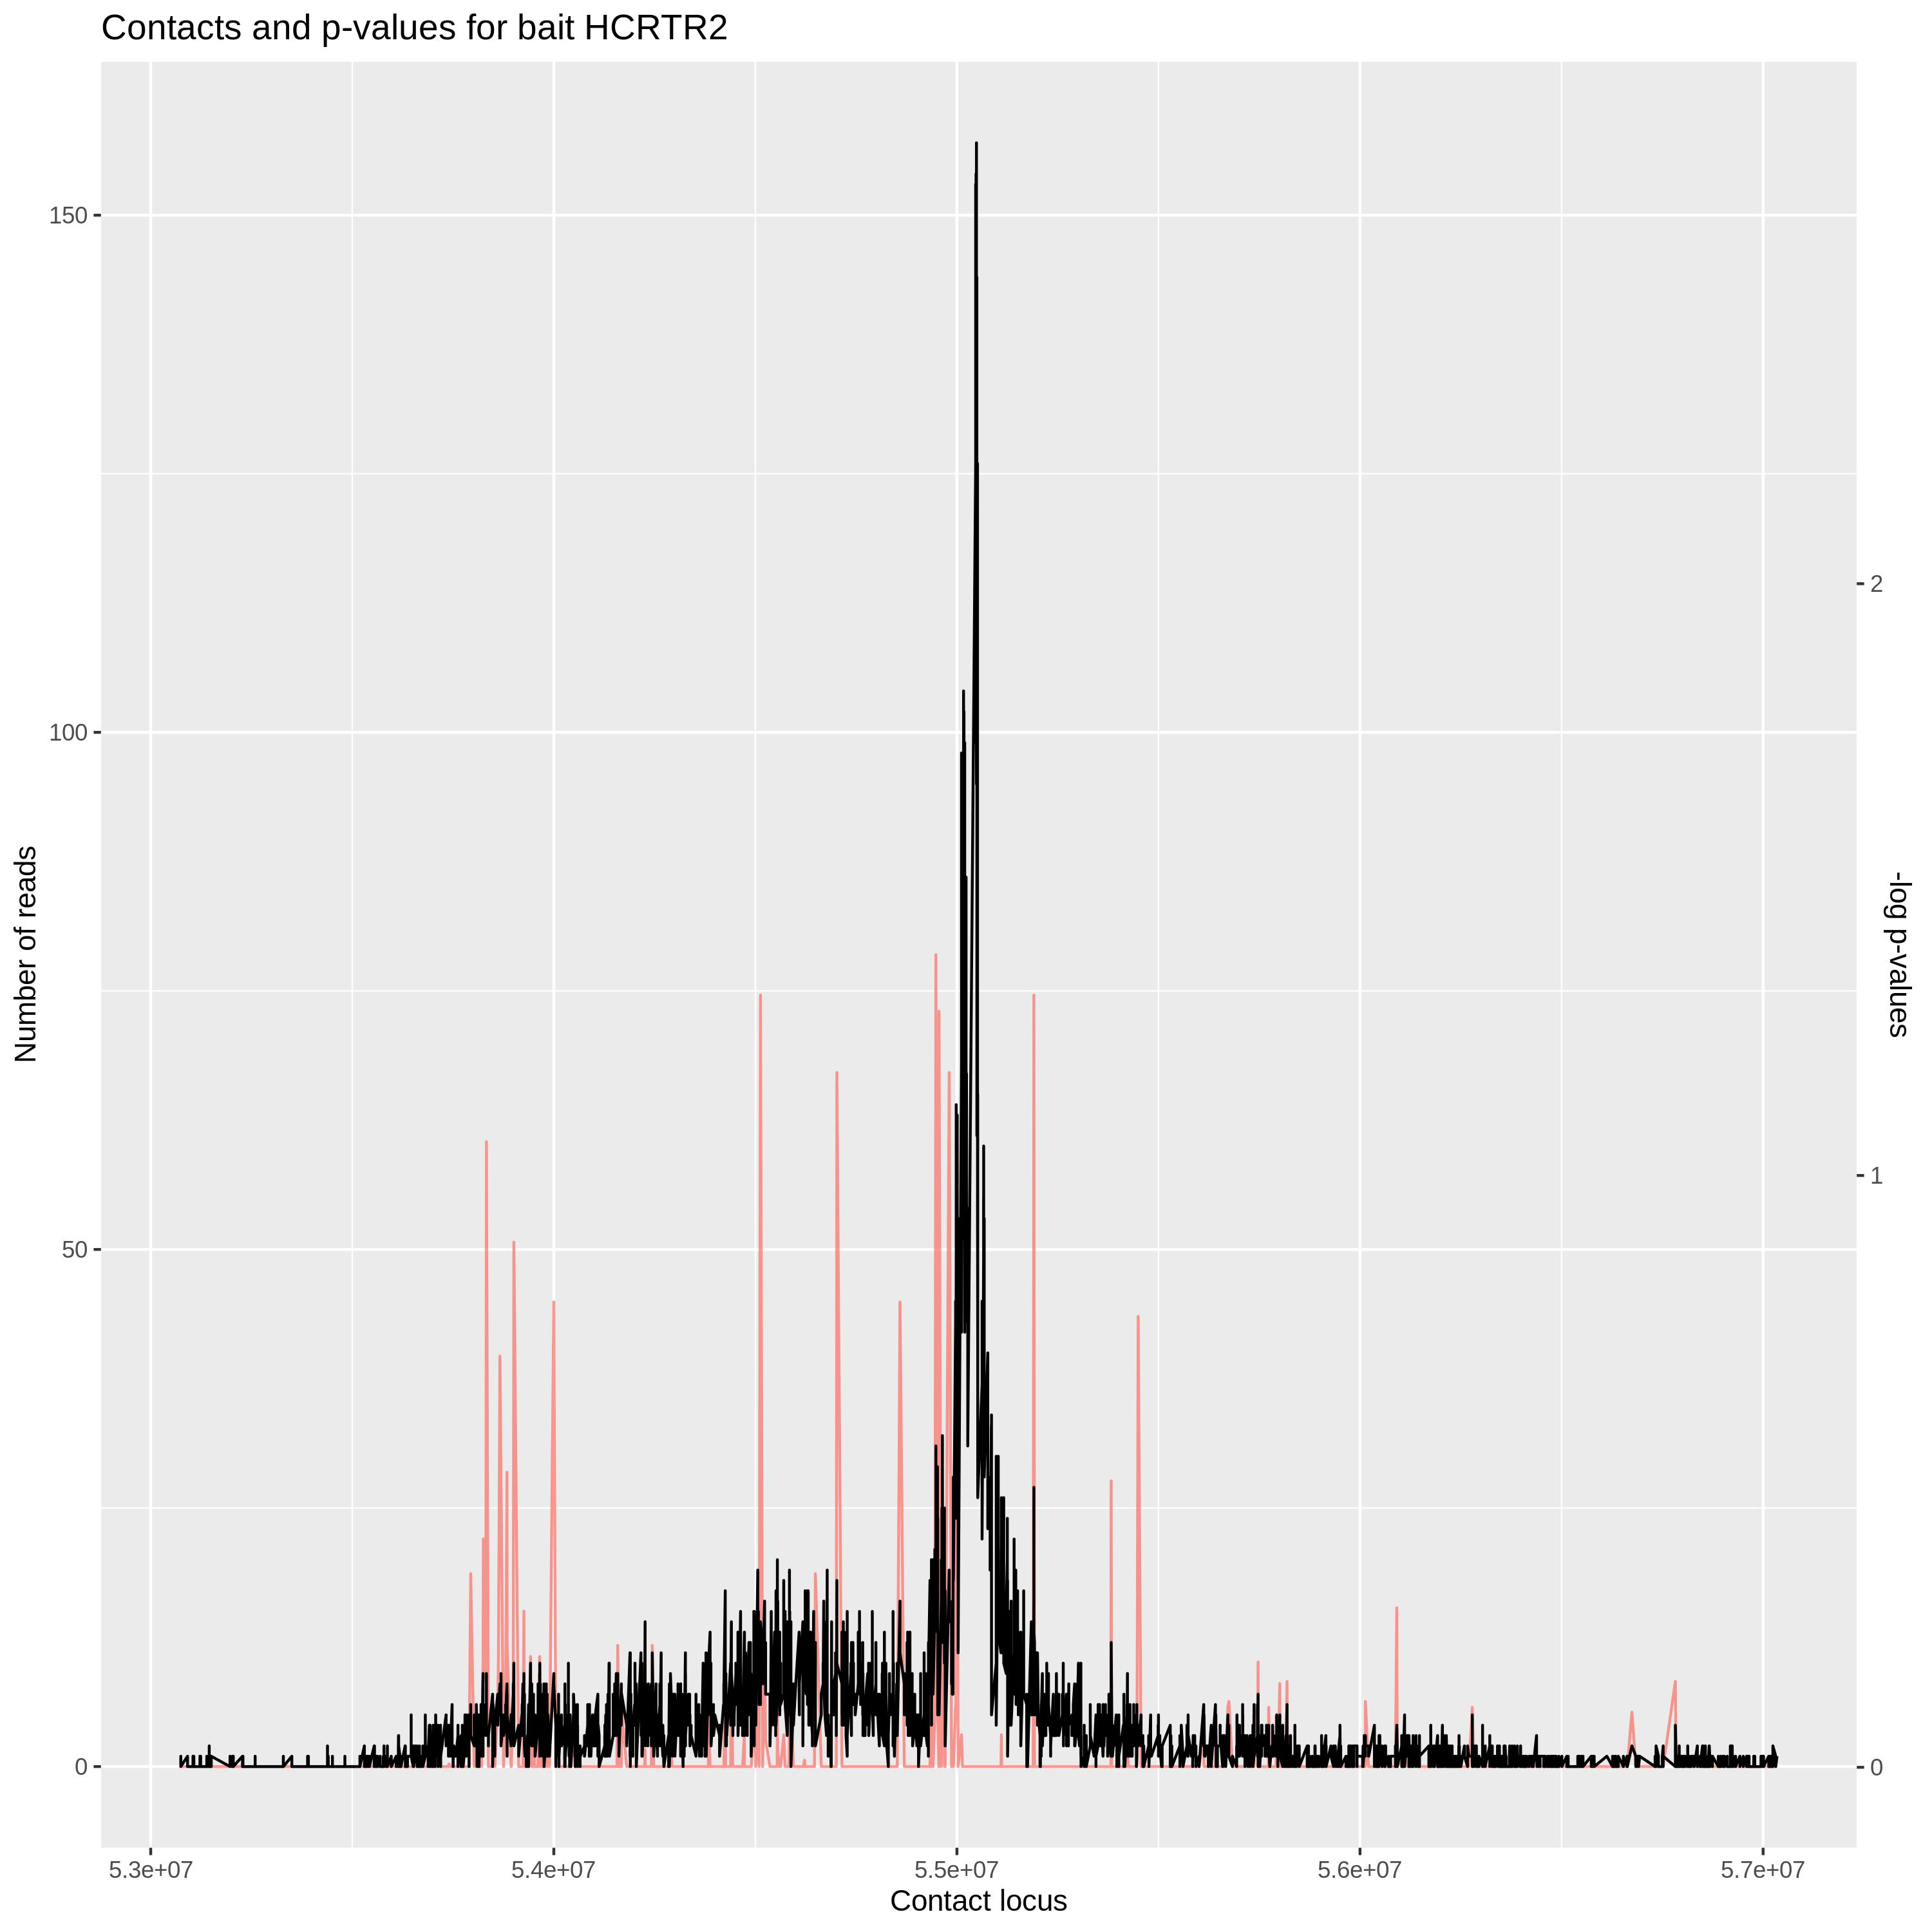 Contacts and p-values for bait HCRTR2
150
100
50
0
Number of reads
2
1
0
-log p-values
5.3e+07
5.4e+07
5.5e+07
5.6e+07
5.7e+07
Contact locus